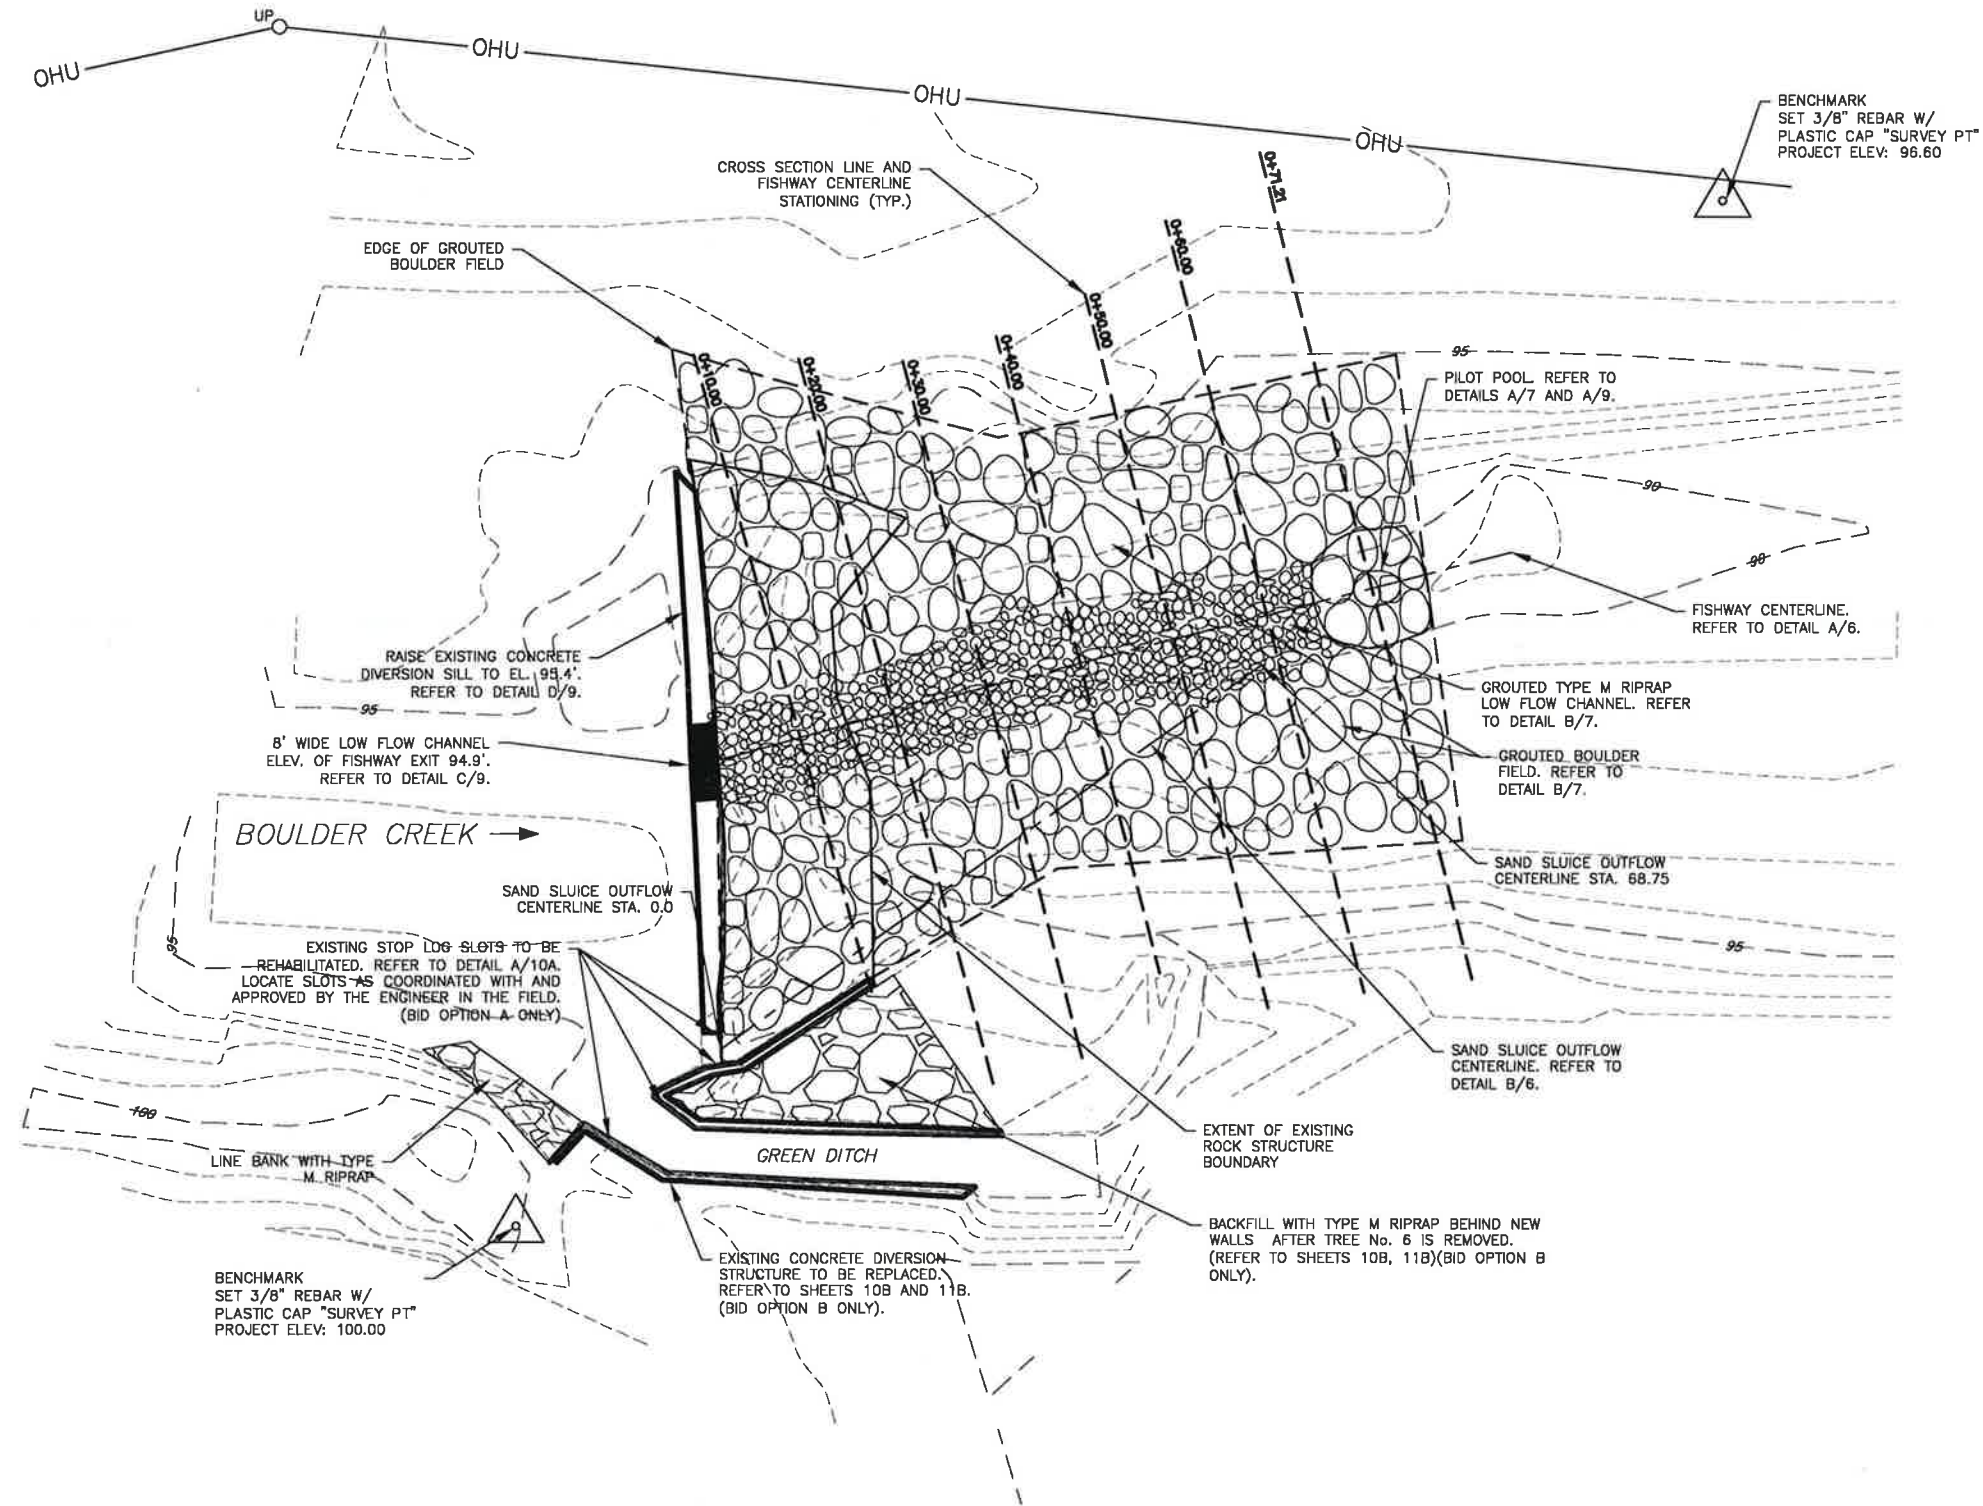 UP
OHU
OHU
OHU
OHU
BENCHMARK
SET 3/8" REBAR W/
PLASTIC CAP "SURVEY PT"
PROJECT ELEV: 96.60
CROSS SECTION LINE AND
FISHWAY CENTERLINE
STATIONING (TYP.)
0+71.21
0+60.00
0+50.00
0+40.00
0+30.00
0+20.00
0+10.00
EDGE OF GROUTED
BOULDER FIELD
95
PILOT POOL. REFER TO
DETAILS A/7 AND A/9.
90
90
FISHWAY CENTERLINE.
REFER TO DETAIL A/6.
RAISE EXISTING CONCRETE
DIVERSION SILL TO EL. 95.4'.
REFER TO DETAIL D/9.
95
GROUTED TYPE M RIPRAP
LOW FLOW CHANNEL. REFER
TO DETAIL B/7.
8' WIDE LOW FLOW CHANNEL
ELEV. OF FISHWAY EXIT 94.9'.
REFER TO DETAIL C/9.
GROUTED BOULDER
FIELD. REFER TO
DETAIL B/7.
BOULDER CREEK
SAND SLUICE OUTFLOW
CENTERLINE STA. 68.75
SAND SLUICE OUTFLOW
CENTERLINE STA. 0.0
95
95
EXISTING STOP LOG SLOTS TO BE
REHABILITATED. REFER TO DETAIL A/10A.
LOCATE SLOTS AS COORDINATED WITH AND
APPROVED BY THE ENGINEER IN THE FIELD.
(BID OPTION A ONLY)
SAND SLUICE OUTFLOW
CENTERLINE. REFER TO
DETAIL B/6.
100
EXTENT OF EXISTING
ROCK STRUCTURE
BOUNDARY
GREEN DITCH
LINE BANK WITH TYPE
M RIPRAP
BACKFILL WITH TYPE M RIPRAP BEHIND NEW
WALLS AFTER TREE No. 6 IS REMOVED.
(REFER TO SHEETS 10B, 11B)(BID OPTION B
ONLY).
EXISTING CONCRETE DIVERSION
STRUCTURE TO BE REPLACED.
REFER TO SHEETS 10B AND 11B.
(BID OPTION B ONLY).
BENCHMARK
SET 3/8" REBAR W/
PLASTIC CAP "SURVEY PT"
PROJECT ELEV: 100.00